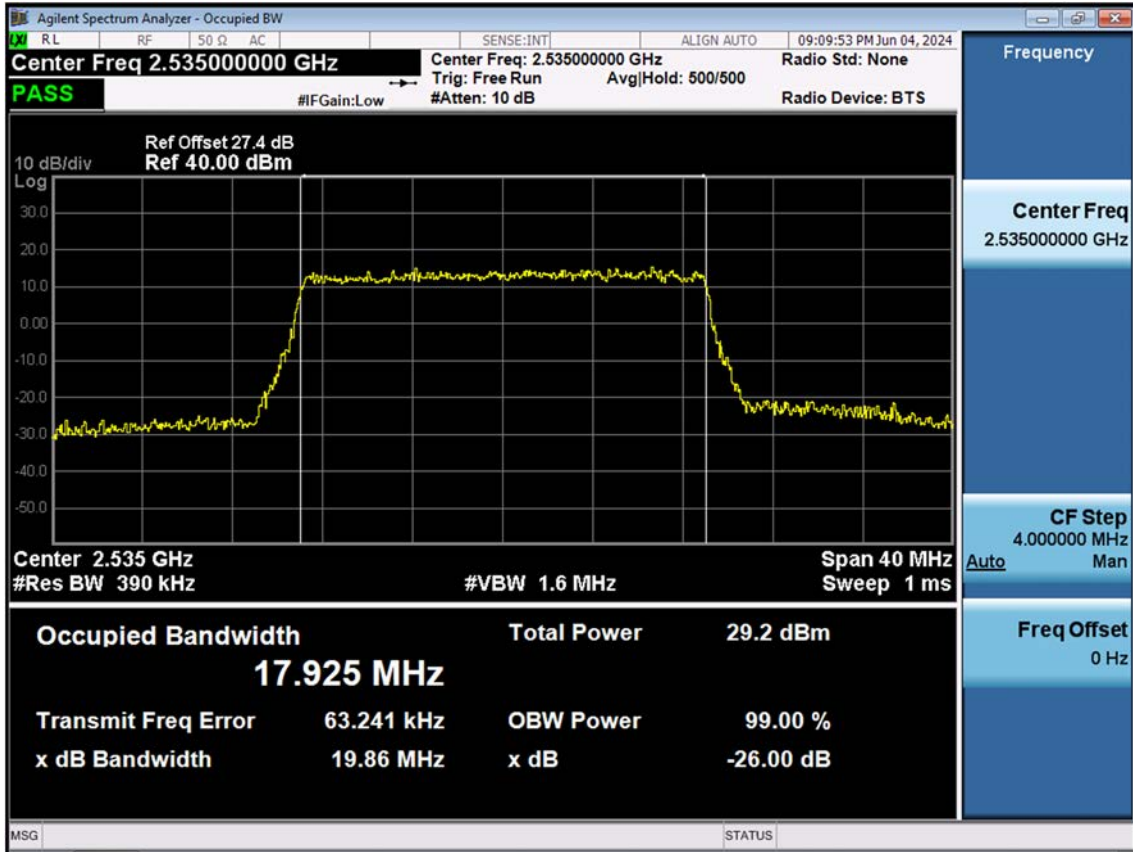 Agilent Spectrum Analyzer - Occupied BW
LXI RL RF 50 Ω AC SENSE:INT ALIGN AUTO 09:09:53 PM Jun 04, 2024
Center Freq 2.535000000 GHz
Center Freq: 2.535000000 GHz
Radio Std: None
Trig: Free Run Avg|Hold: 500/500
PASS
#IFGain:Low
#Atten: 10 dB
Radio Device: BTS
Ref Offset 27.4 dB
10 dB/div Ref 40.00 dBm
Log
30.0
20.0
10.0
0.00
-10.0
-20.0
-30.0
-40.0
-50.0
Center 2.535 GHz Span 40 MHz
#Res BW 390 kHz #VBW 1.6 MHz Sweep 1 ms
Occupied Bandwidth Total Power 29.2 dBm
17.925 MHz
Transmit Freq Error 63.241 kHz OBW Power 99.00 %
x dB Bandwidth 19.86 MHz x dB -26.00 dB
MSG STATUS
Frequency
Center Freq
2.535000000 GHz
CF Step
4.000000 MHz
Auto Man
Freq Offset
0 Hz